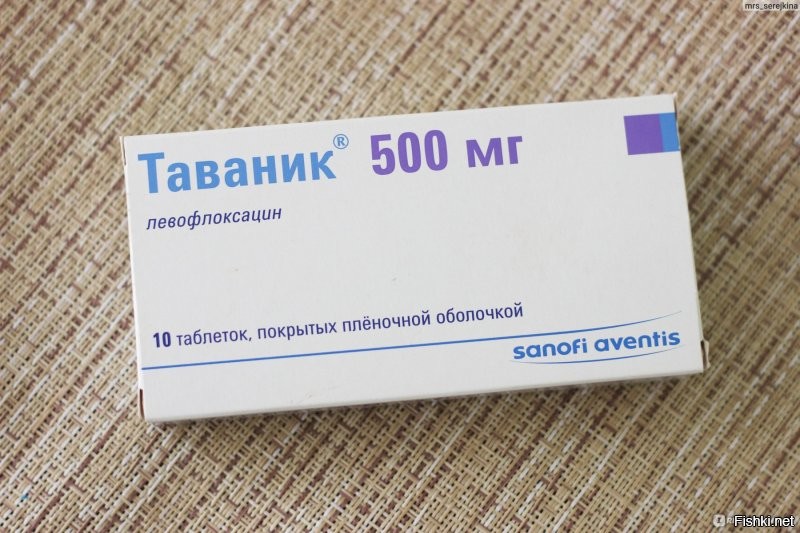 mrs_serejkina
Таваник® 500 мг
левофлоксацин
10 таблеток, покрытых плёночной оболочкой
sanofi aventis
Fishki.net